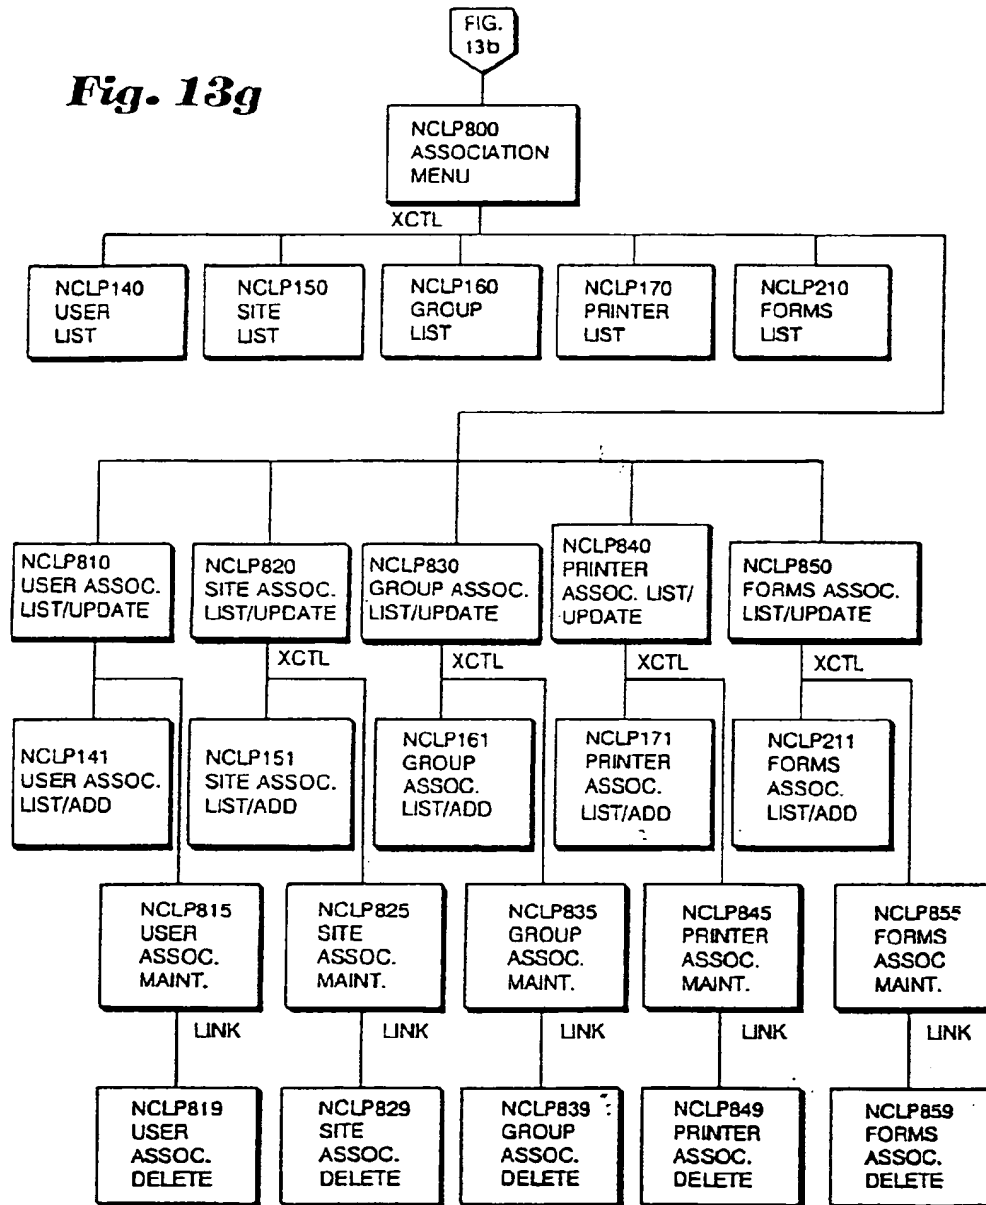 FIG.
13b
Fig. 13g
NCLP800
ASSOCIATION
MENU
XCTL
NCLP140
USER
LIST
NCLP150
SITE
LIST
NCLP160
GROUP
LIST
NCLP170
PRINTER
LIST
NCLP210
FORMS
LIST
NCLP810
USER ASSOC.
LIST/UPDATE
NCLP820
SITE ASSOC.
LIST/UPDATE
NCLP830
GROUP ASSOC.
LIST/UPDATE
NCLP840
PRINTER
ASSOC. LIST/
UPDATE
NCLP850
FORMS ASSOC.
LIST/UPDATE
XCTL
XCTL
XCTL
XCTL
NCLP141
USER ASSOC.
LIST/ADD
NCLP151
SITE ASSOC.
LIST/ADD
NCLP161
GROUP
ASSOC.
LIST/ADD
NCLP171
PRINTER
ASSOC.
LIST/ADD
NCLP211
FORMS
ASSOC.
LIST/ADD
NCLP815
USER
ASSOC.
MAINT.
NCLP825
SITE
ASSOC.
MAINT.
NCLP835
GROUP
ASSOC.
MAINT.
NCLP845
PRINTER
ASSOC.
MAINT.
NCLP855
FORMS
ASSOC
MAINT.
LINK
LINK
LINK
LINK
LINK
NCLP819
USER
ASSOC.
DELETE
NCLP829
SITE
ASSOC.
DELETE
NCLP839
GROUP
ASSOC.
DELETE
NCLP849
PRINTER
ASSOC.
DELETE
NCLP859
FORMS
ASSOC.
DELETE